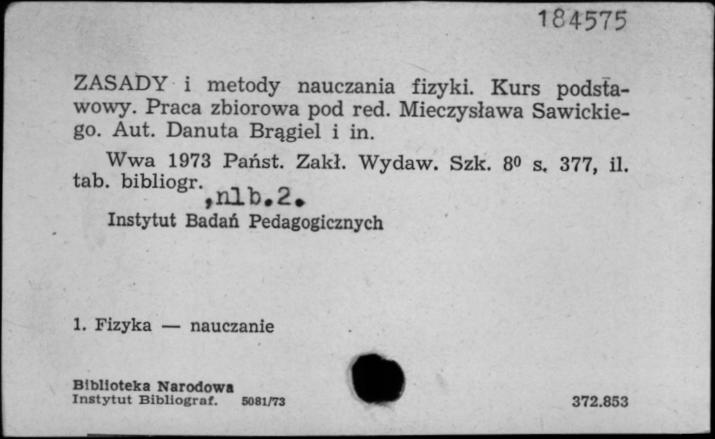 184575
ZASADY i metody nauczania fizyki. Kurs podsta-
wowy. Praca zbiorowa pod red. Mieczysława Sawickie-
go. Aut. Danuta Brągiel i in.
Wwa 1973 Państ. Zakł. Wydaw. Szk. 8⁰ s. 377, il.
tab. bibliogr.
,nlb.2.
Instytut Badań Pedagogicznych
1. Fizyka — nauczanie
Biblioteka Narodowa
Instytut Bibliograf. 5081/73
372.853